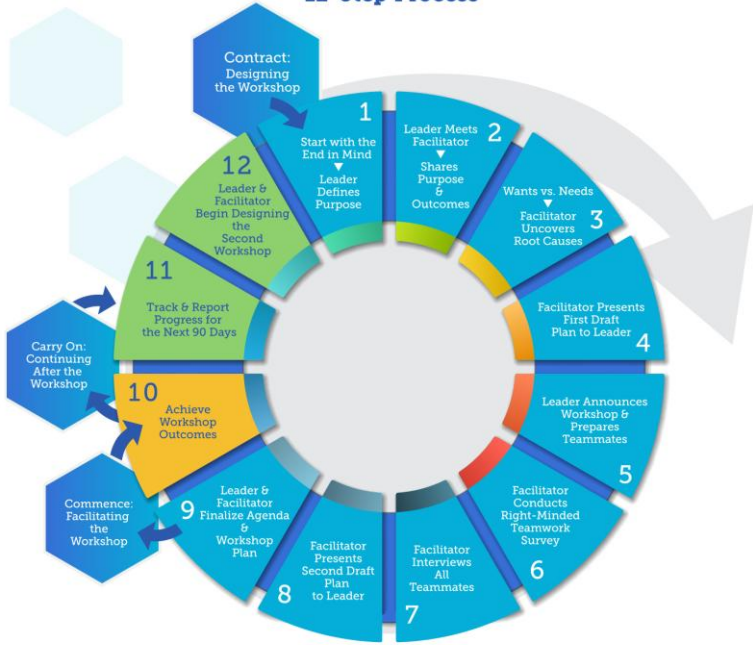 12-Step Process
Contract:
Designing
the Workshop
1
Start with the
End in Mind
Leader
Defines
Purpose
2
Leader Meets
Facilitator
Shares
Purpose
&
Outcomes
3
Wants vs. Needs
Facilitator
Uncovers
Root Causes
Facilitator Presents
First Draft
Plan to Leader
4
Leader Announces
Workshop &
Prepares
Teammates
5
Facilitator
Conducts
Right-Minded
Teamwork
Survey
6
Facilitator
Interviews
All
Teammates
7
Facilitator
Presents
Second Draft
Plan
to Leader
8
9
Leader &
Facilitator
Finalize Agenda
&
Workshop
Plan
Commence:
Facilitating
the
Workshop
10
Achieve
Workshop
Outcomes
Carry On:
Continuing
After the
Workshop
11
Track & Report
Progress for
the Next 90 Days
12
Leader &
Facilitator
Begin Designing
the
Second
Workshop